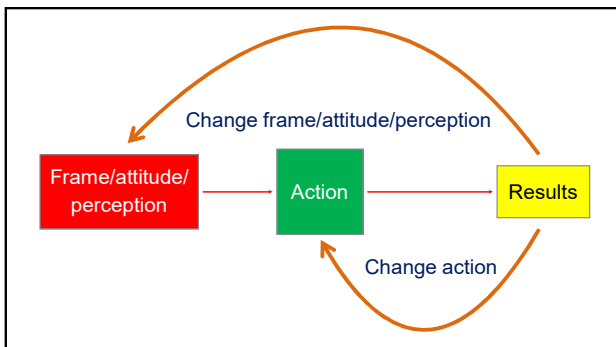 Change frame/attitude/perception
Frame/attitude/
perception
Action
Results
Change action